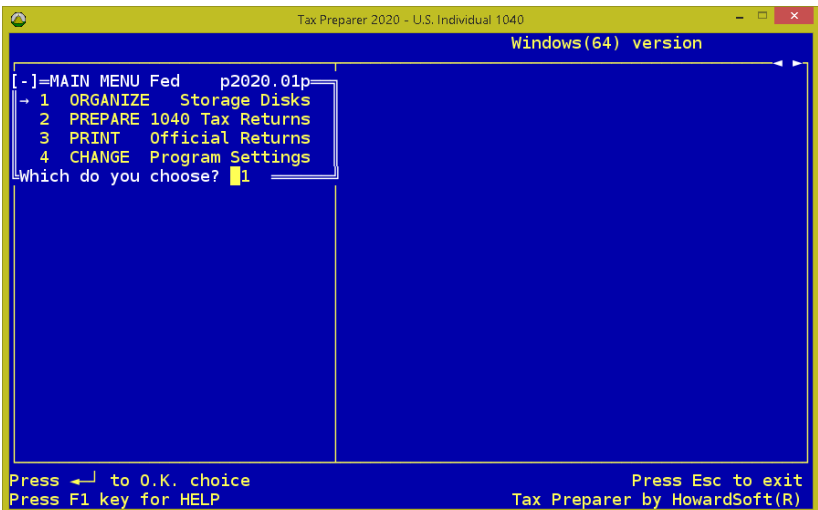 Tax Preparer 2020 - U.S. Individual 1040
Windows(64) version
[-]=MAIN MENU Fed p2020.01p
→ 1 ORGANIZE Storage Disks
2 PREPARE 1040 Tax Returns
3 PRINT Official Returns
4 CHANGE Program Settings
Which do you choose? 1
Press ◄┘ to O.K. choice
Press Esc to exit
Press F1 key for HELP
Tax Preparer by HowardSoft(R)